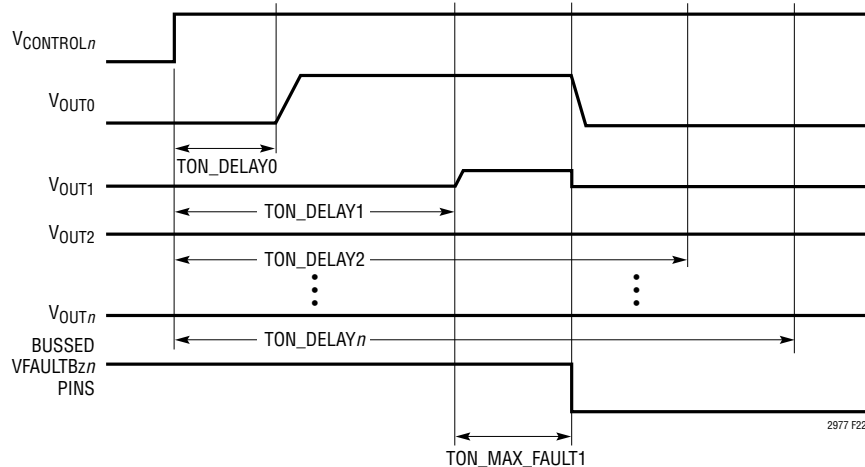 VCONTROLn
VOUT0
TON_DELAY0
VOUT1
TON_DELAY1
VOUT2
TON_DELAY2
VOUTn
TON_DELAYn
BUSSED
VFAULTBzn
PINS
2977 F22
TON_MAX_FAULT1